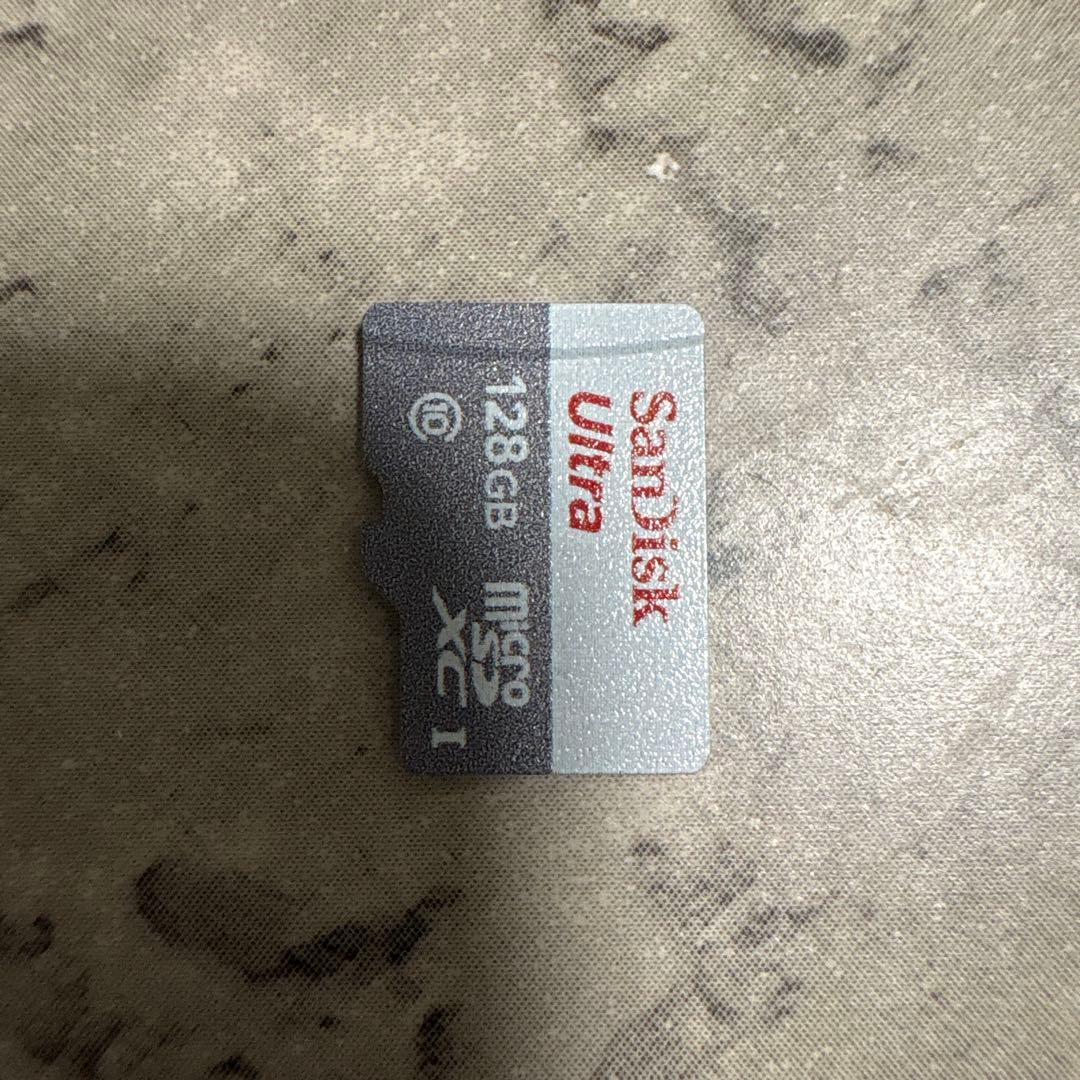 SanDisk
Ultra
128GB
micro
SD
XC I
10